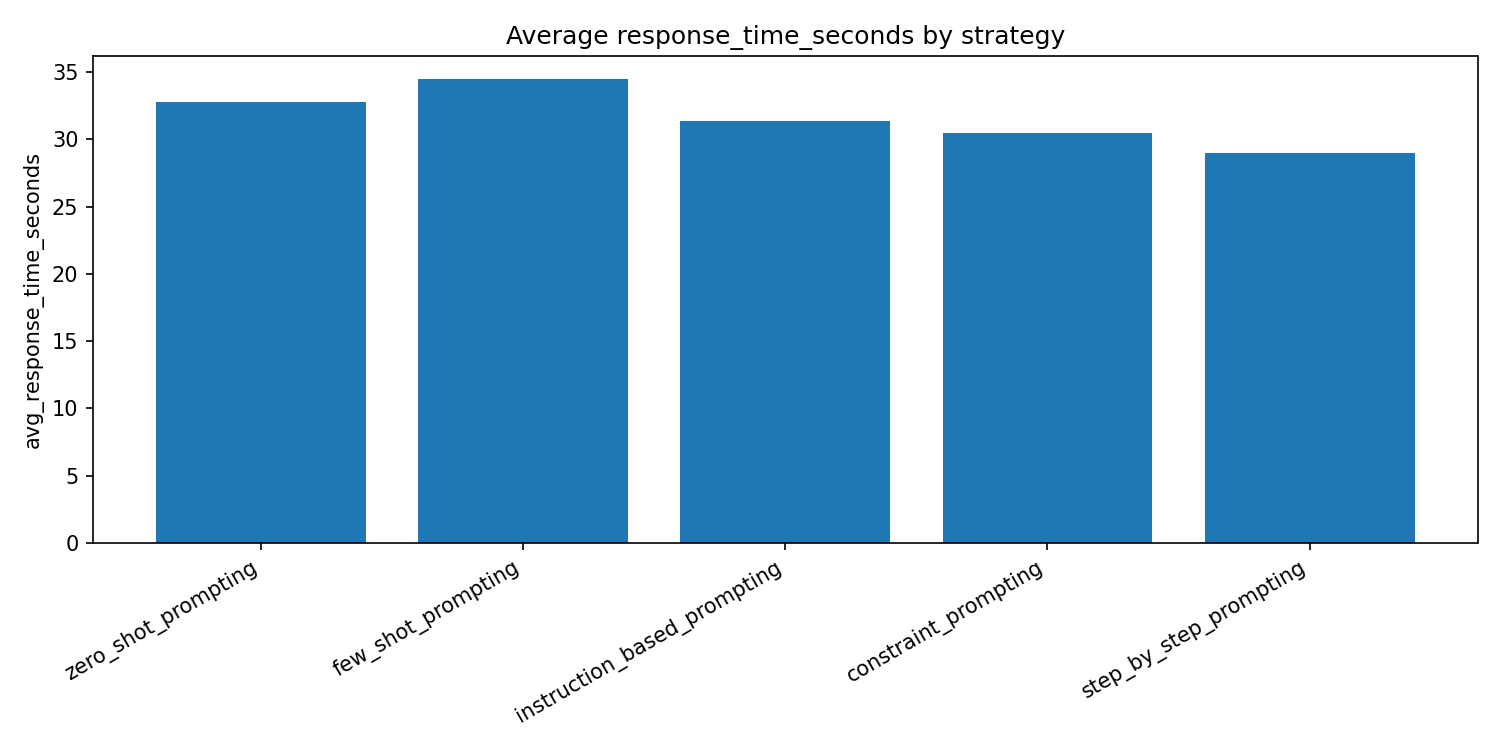 Average response_time_seconds by strategy
avg_response_time_seconds
35
30
25
20
15
10
5
0
zero_shot_prompting
few_shot_prompting
instruction_based_prompting
constraint_prompting
step_by_step_prompting